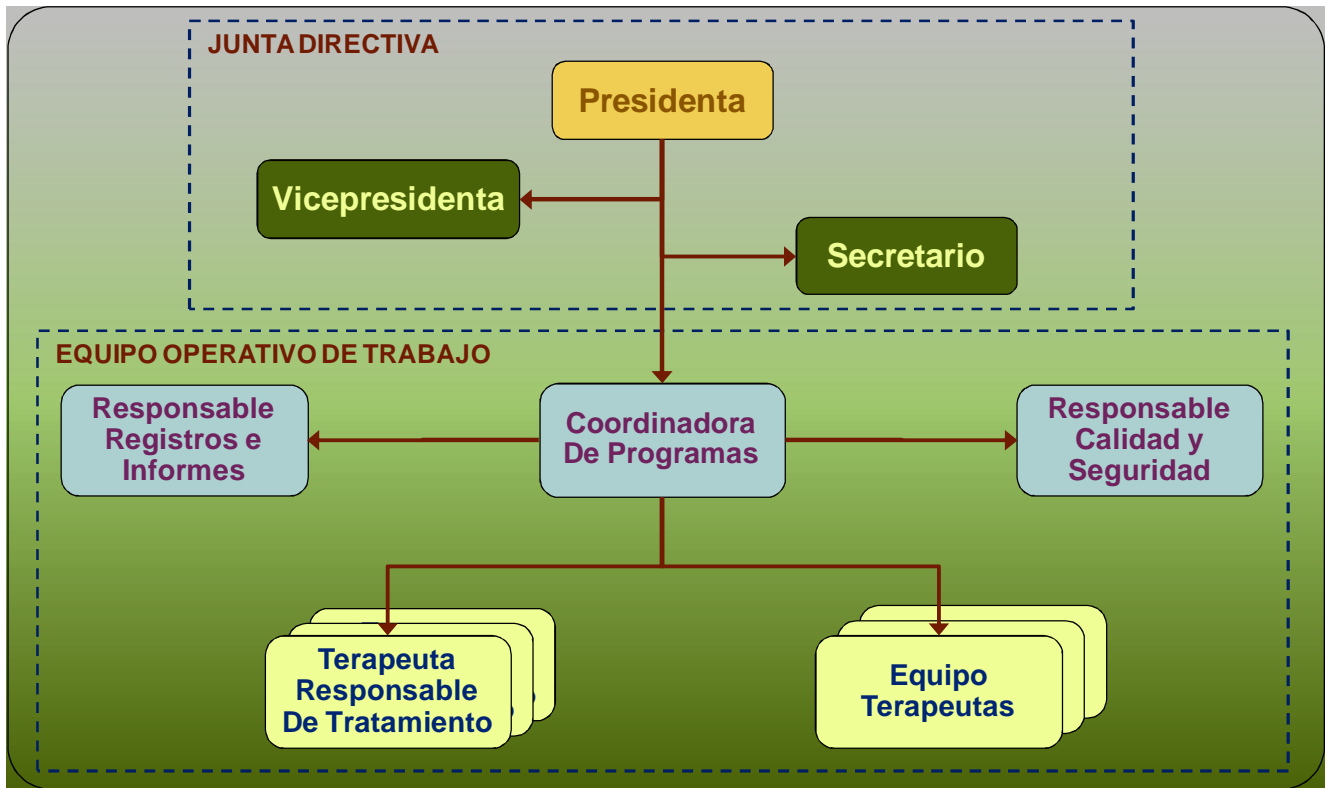 JUNTA DIRECTIVA
Presidenta
Vicepresidenta
Secretario
EQUIPO OPERATIVO DE TRABAJO
Responsable
Registros e
Informes
Coordinadora
De Programas
Responsable
Calidad y
Seguridad
Terapeuta
Responsable
De Tratamiento
Equipo
Terapeutas